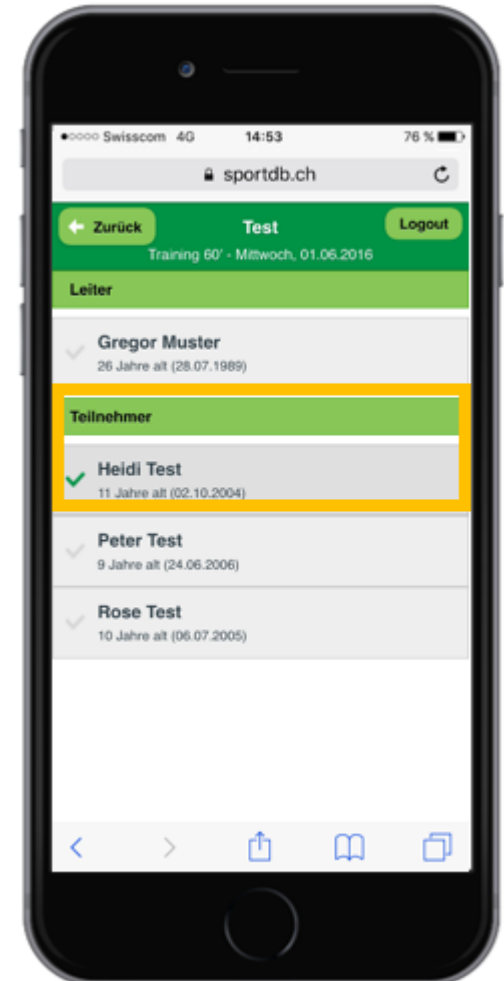 Swisscom 4G 14:53 76 %
sportdb.ch
Zurück Test Logout
Training 60' - Mittwoch, 01.06.2016
Leiter
Gregor Muster
26 Jahre alt (28.07.1989)
Teilnehmer
Heidi Test
11 Jahre alt (02.10.2004)
Peter Test
9 Jahre alt (24.06.2006)
Rose Test
10 Jahre alt (06.07.2005)